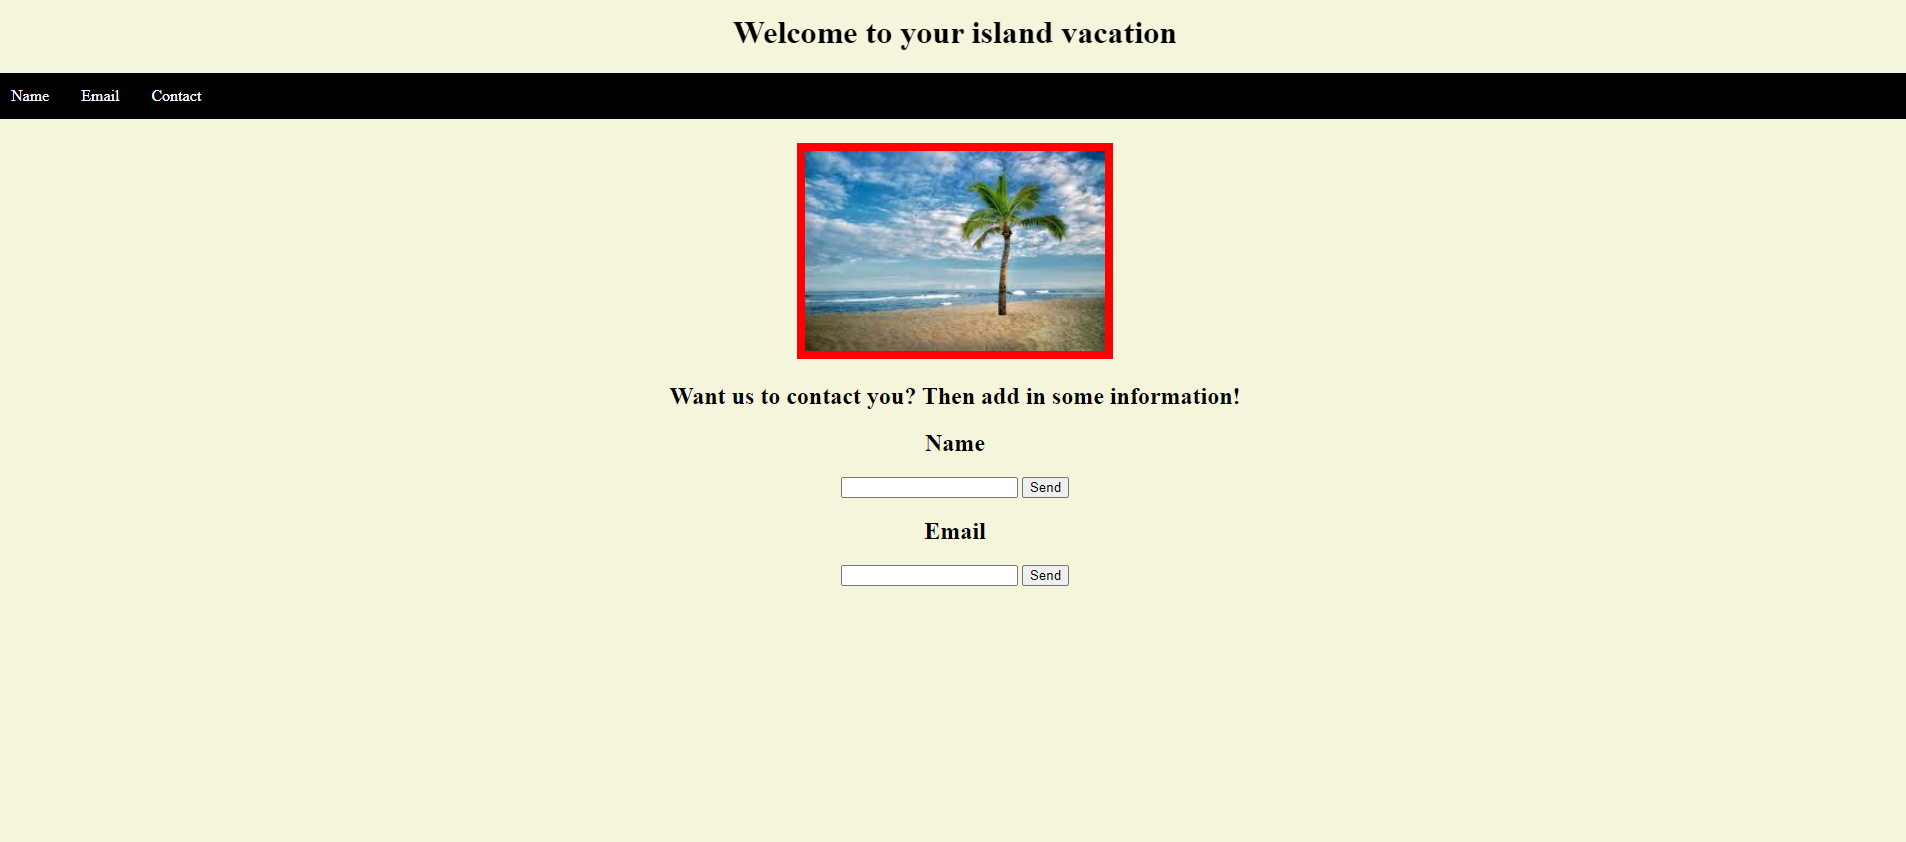 Welcome to your island vacation
Name Email Contact
Want us to contact you? Then add in some information!
Name
Send
Email
Send